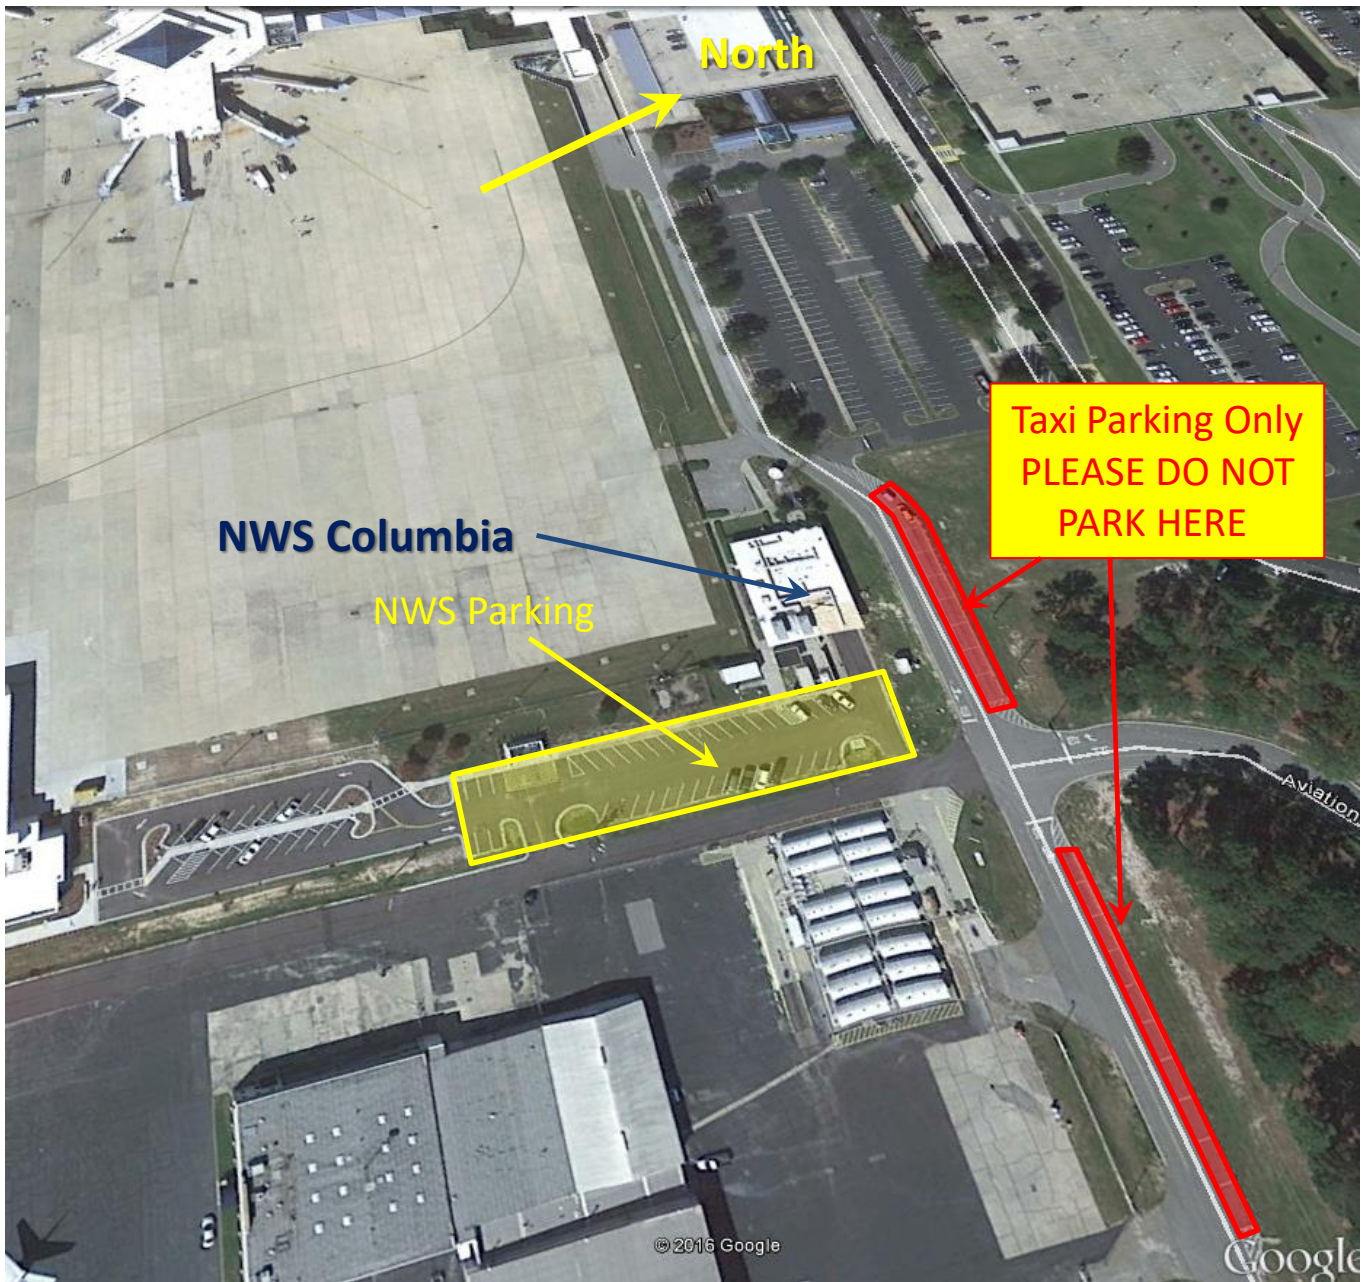 North
Taxi Parking Only
PLEASE DO NOT
PARK HERE
NWS Columbia
NWS Parking
Aviation
© 2016 Google
Google